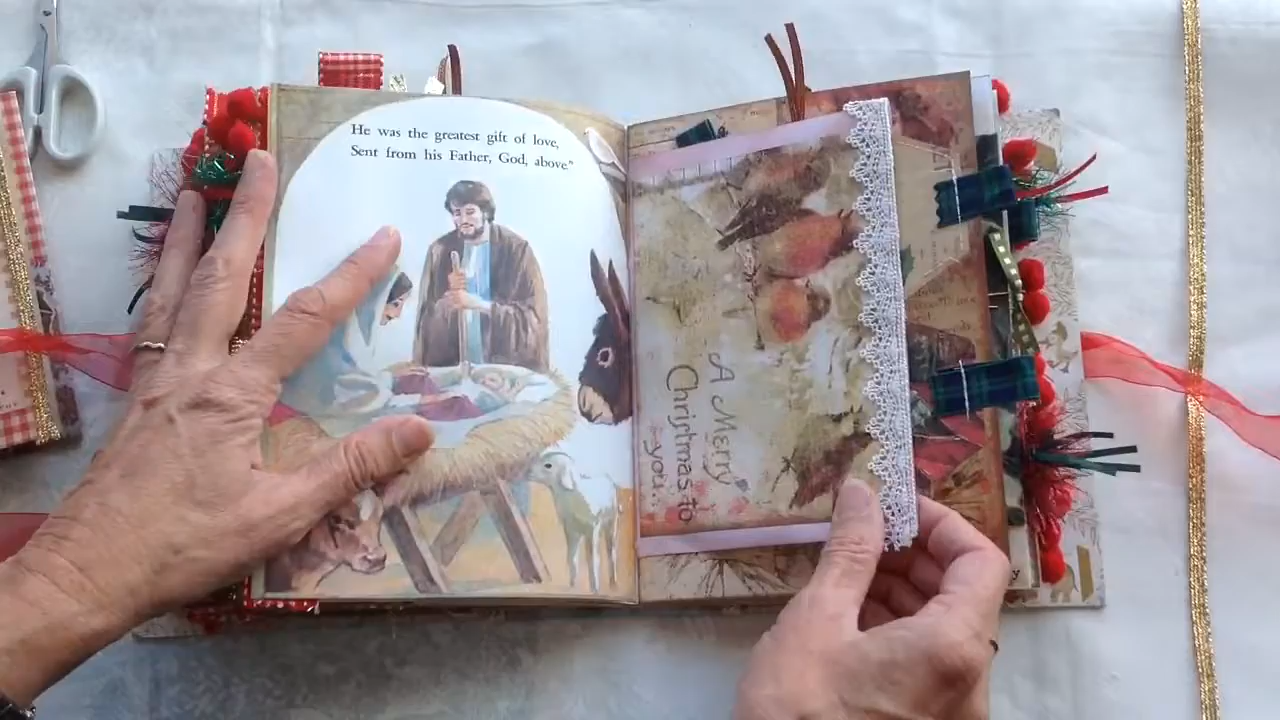 He was the greatest gift of love,
Sent from his Father, God, above."
A Merry
Christmas to
you...